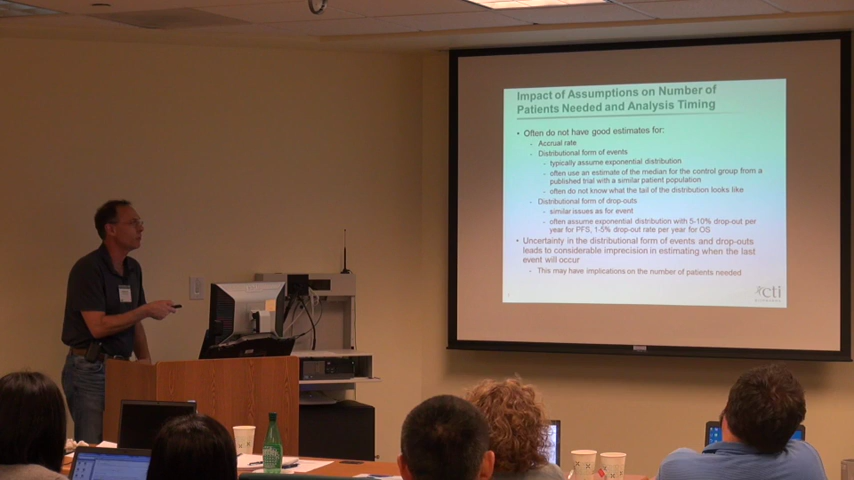 Impact of Assumptions on Number of
Patients Needed and Analysis Timing
• Often do not have good estimates for:
- Accrual rate
- Distributional form of events
- typically assume exponential distribution
- often use an estimate of the median for the control group from a
published trial with a similar patient population
- often do not know what the tail of the distribution looks like
- Distributional form of drop-outs
- similar issues as for event
- often assume exponential distribution with 5-10% drop-out per
year for PFS, 1-5% drop-out rate per year for OS
• Uncertainty in the distributional form of events and drop-outs
leads to considerable imprecision in estimating when the last
event will occur
- This may have implications on the number of patients needed
cti